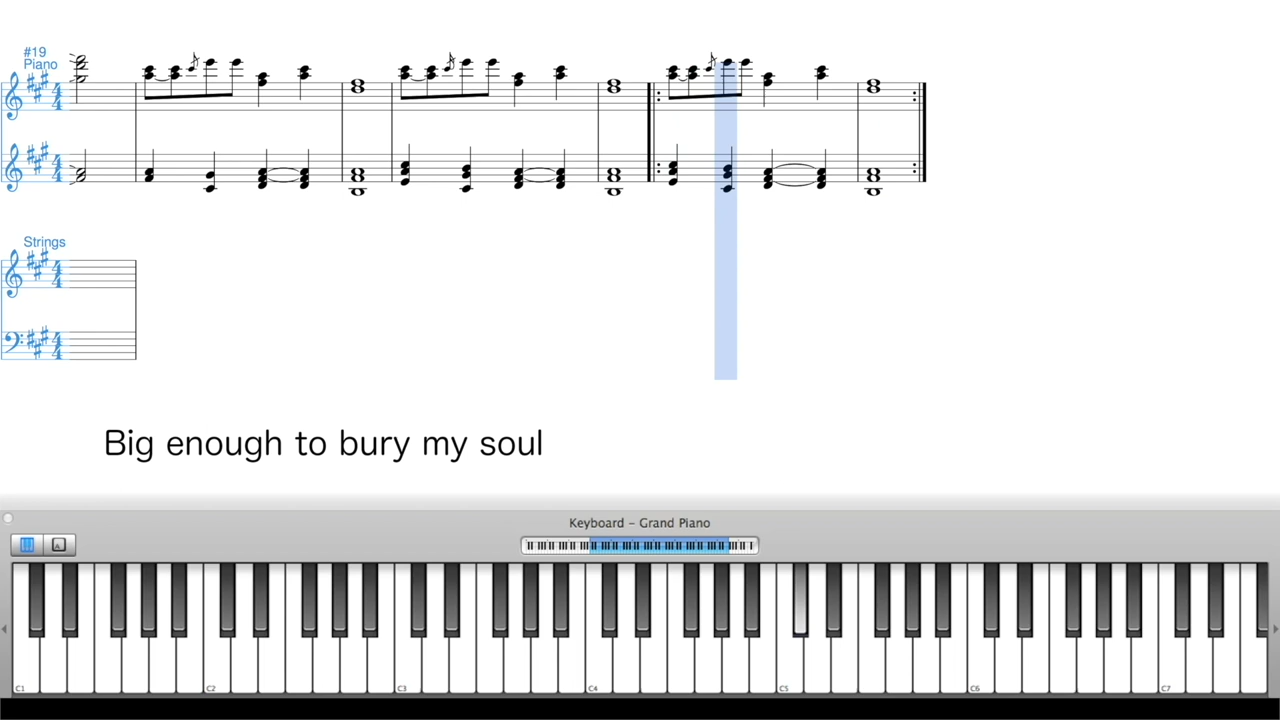 #19
Piano
Strings
Big enough to bury my soul
Keyboard – Grand Piano
C1 C2 C3 C4 C5 C6 C7